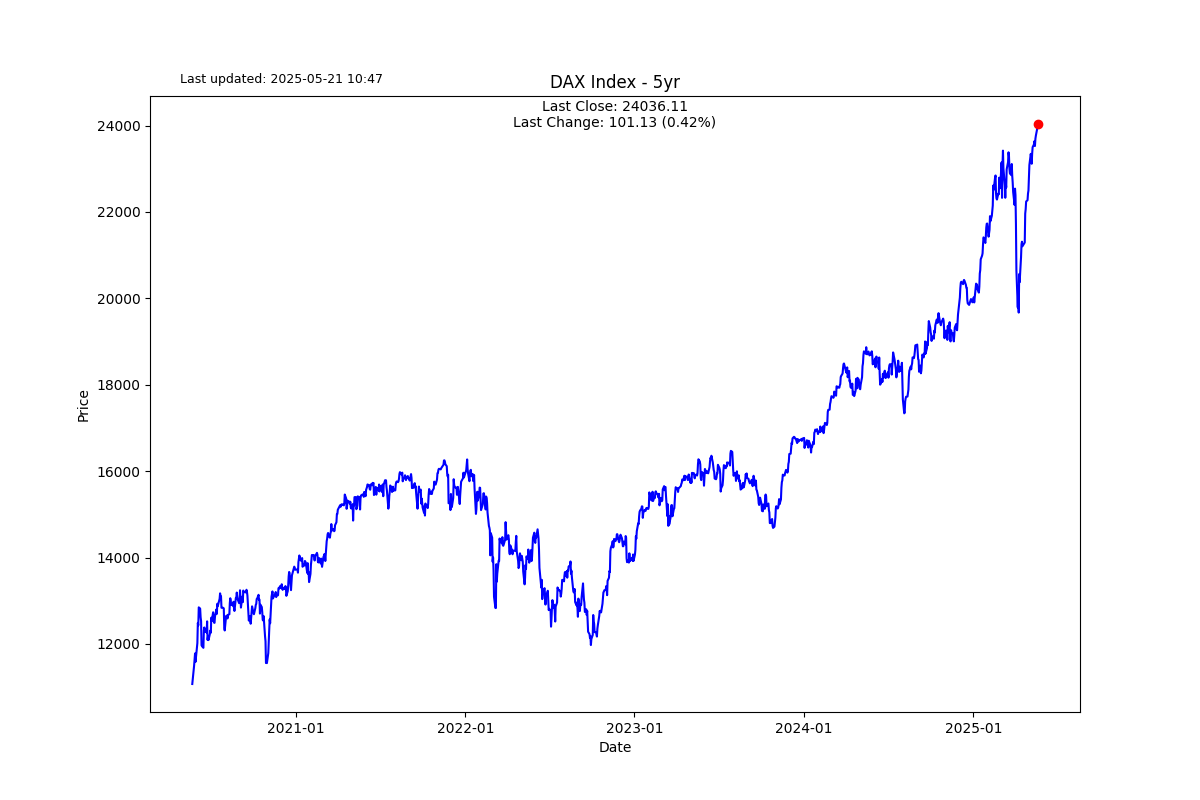 Last updated: 2025-05-21 10:47
DAX Index - 5yr
Last Close: 24036.11
Last Change: 101.13 (0.42%)
24000
22000
20000
18000
16000
14000
12000
Price
2021-01
2022-01
2023-01
2024-01
2025-01
Date